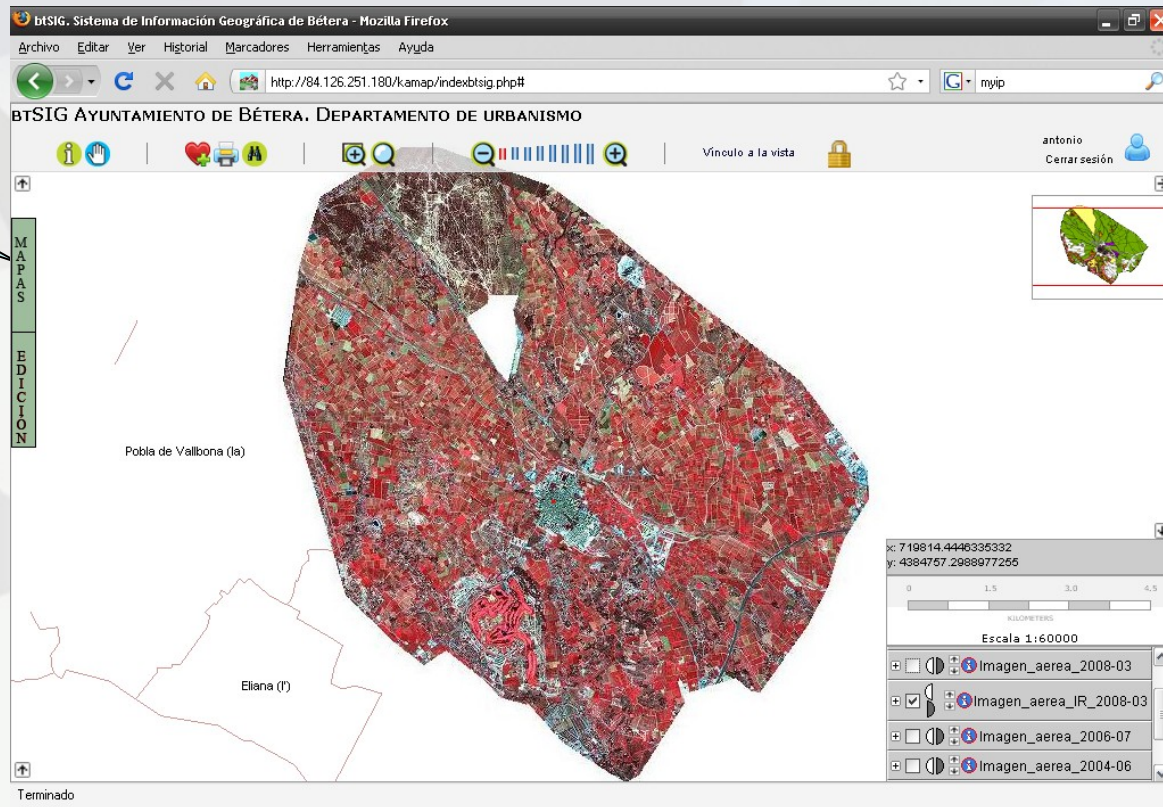 btSIG. Sistema de Información Geográfica de Bétera - Mozilla Firefox
Archivo Editar Ver Historial Marcadores Herramientas Ayuda
http://84.126.251.180/kamap/indexbtsig.php#
G
myip
BTSIG AYUNTAMIENTO DE BÉTERA. DEPARTAMENTO DE URBANISMO
Vínculo a la vista
antonio
Cerrar sesión
MAPAS
EDICIÓN
Pobla de Vallbona (la)
Eliana (l')
x: 719814.4446335332
y: 4384757.2988977255
0 1.5 3.0 4.5
KILOMETERS
Escala 1:60000
Imagen_aerea_2008-03
Imagen_aerea_IR_2008-03
Imagen_aerea_2006-07
Imagen_aerea_2004-06
Terminado